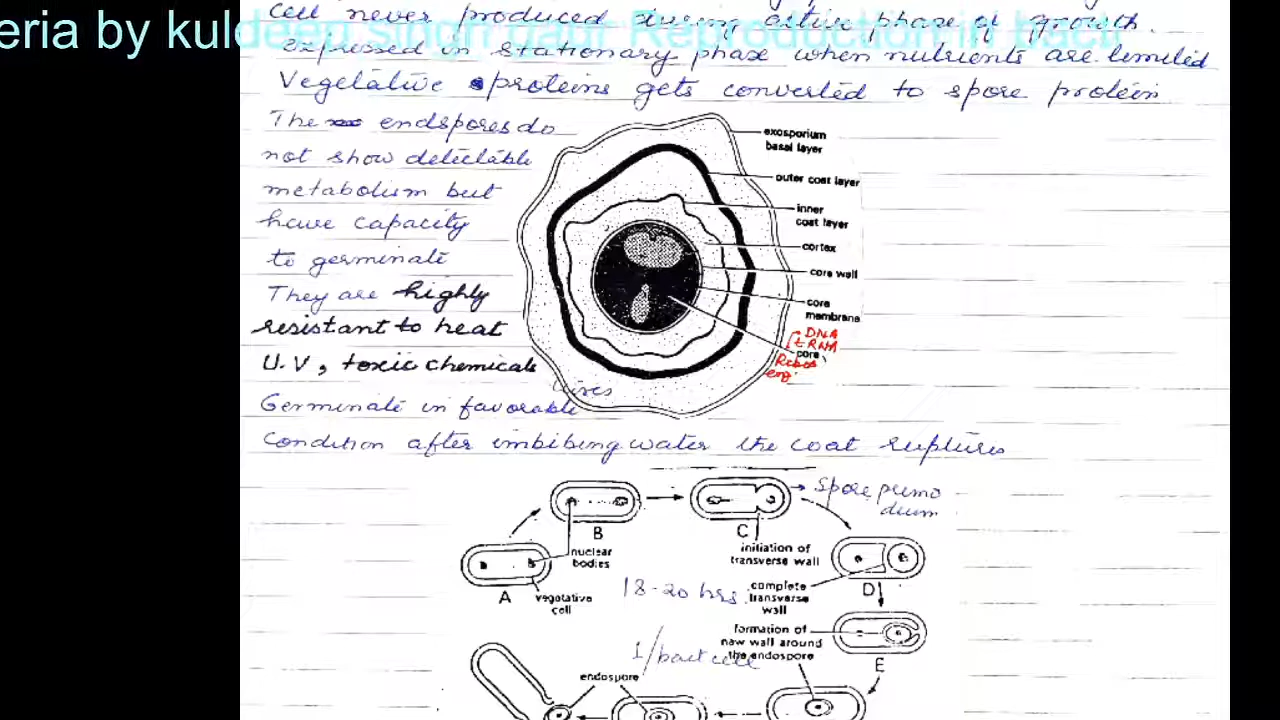 cell never produced during active phase of growth.
eria by kuldeep singh gaur Reproduction in bact
expressed in stationary phase when nutrients are limited
Vegetative proteins gets converted to spore protein
The endspores do
not show detectable
metabolism but
have capacity
to germinate
They are highly
resistant to heat
U.V, toxic chemicals
Germinate in favorable
Condition after imbibing water the coat ruptures
exosporium
basal layer
outer coat layer
inner
coat layer
cortex
core wall
core
membrane
DNA
tRNA
core
Ribos
enz.
spore primo
dium
B
C
nuclear
bodies
initiation of
transverse wall
A
vegetative
cell
18-20 hrs.
complete
transverse
wall
D
formation of
new wall around
the endospore
E
1/bact cell
endospore